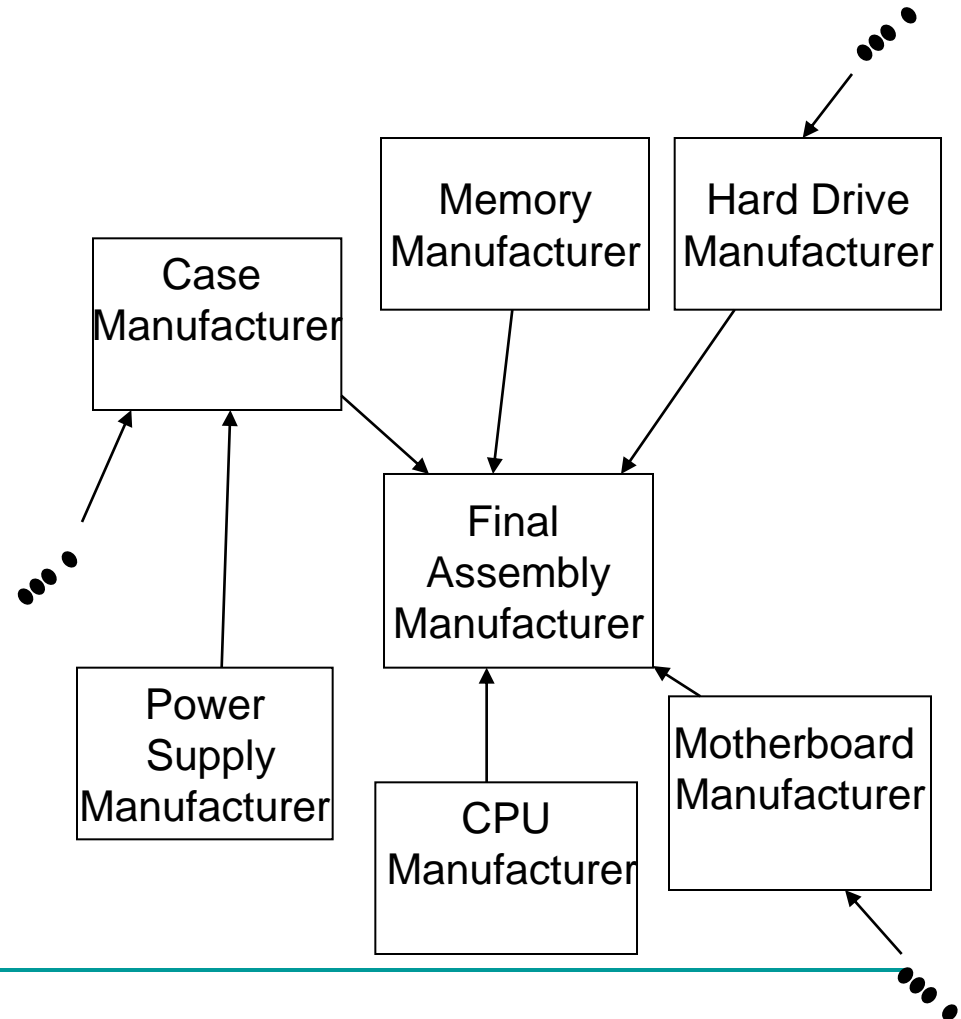 Memory
Manufacturer
Hard Drive
Manufacturer
Case
Manufacturer
Final
Assembly
Manufacturer
Power
Supply
Manufacturer
CPU
Manufacturer
Motherboard
Manufacturer